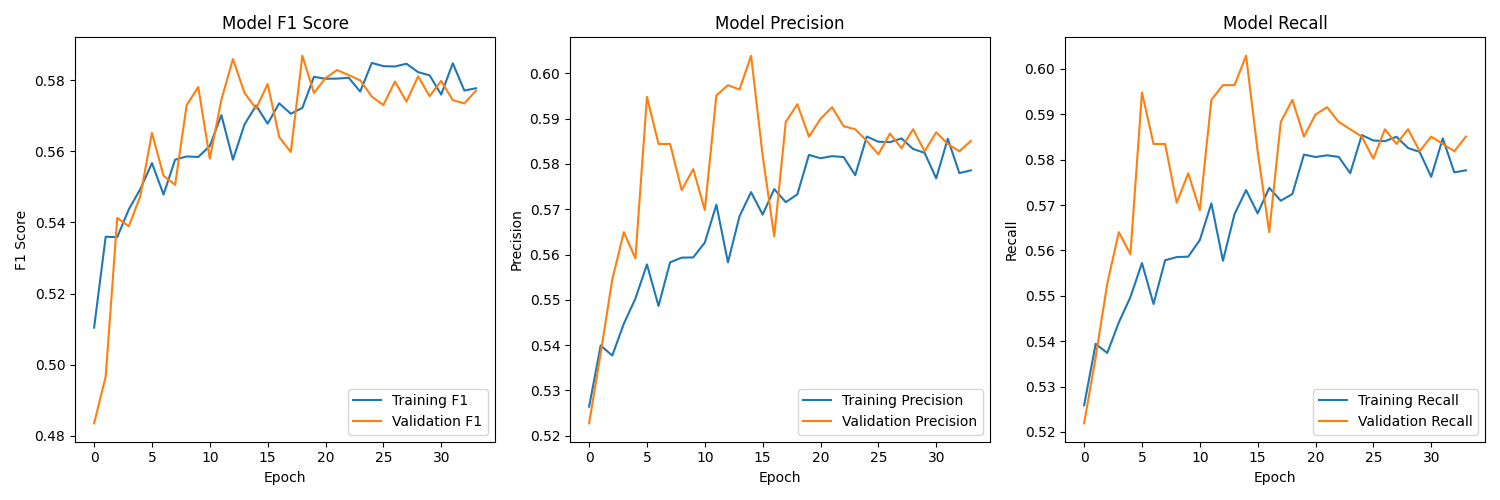 Model F1 Score
F1 Score
0.58
0.56
0.54
0.52
0.50
0.48
0 5 10 15 20 25 30
Epoch
Training F1
Validation F1
Model Precision
Precision
0.60
0.59
0.58
0.57
0.56
0.55
0.54
0.53
0.52
0 5 10 15 20 25 30
Epoch
Training Precision
Validation Precision
Model Recall
Recall
0.60
0.59
0.58
0.57
0.56
0.55
0.54
0.53
0.52
0 5 10 15 20 25 30
Epoch
Training Recall
Validation Recall